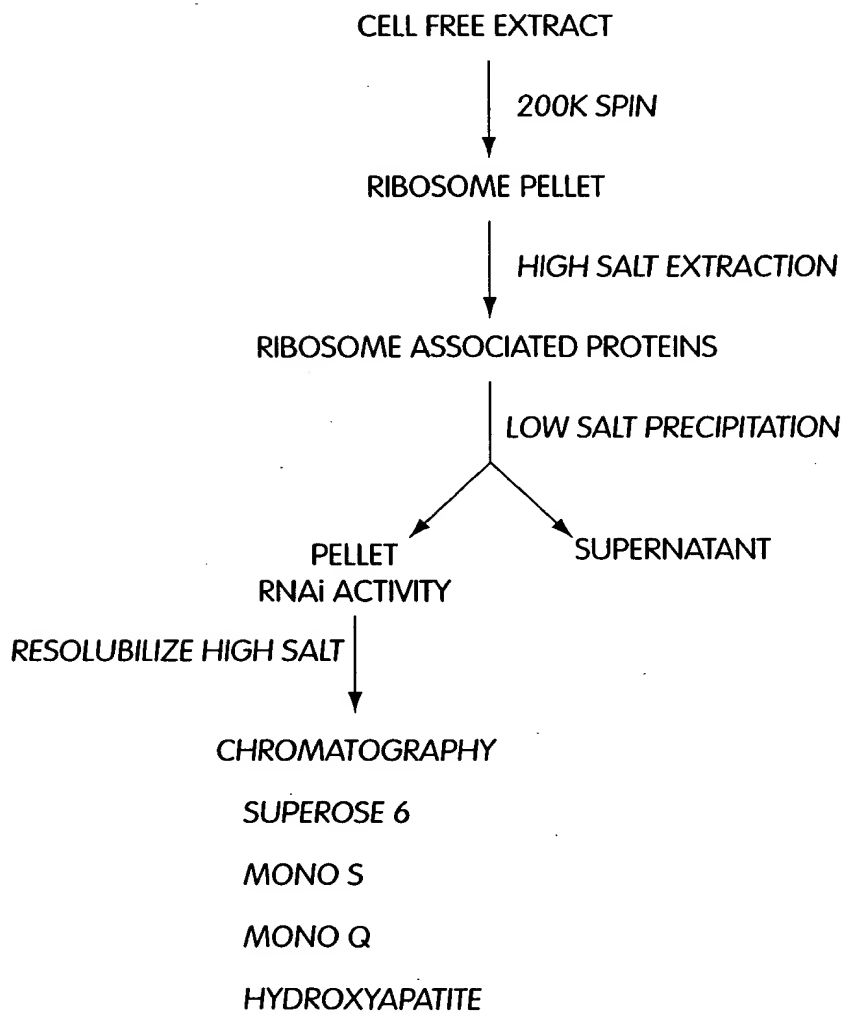 CELL FREE EXTRACT
200K SPIN
RIBOSOME PELLET
HIGH SALT EXTRACTION
RIBOSOME ASSOCIATED PROTEINS
LOW SALT PRECIPITATION
PELLET
RNAi ACTIVITY
SUPERNATANT
RESOLUBILIZE HIGH SALT
CHROMATOGRAPHY
SUPEROSE 6
MONO S
MONO Q
HYDROXYAPATITE